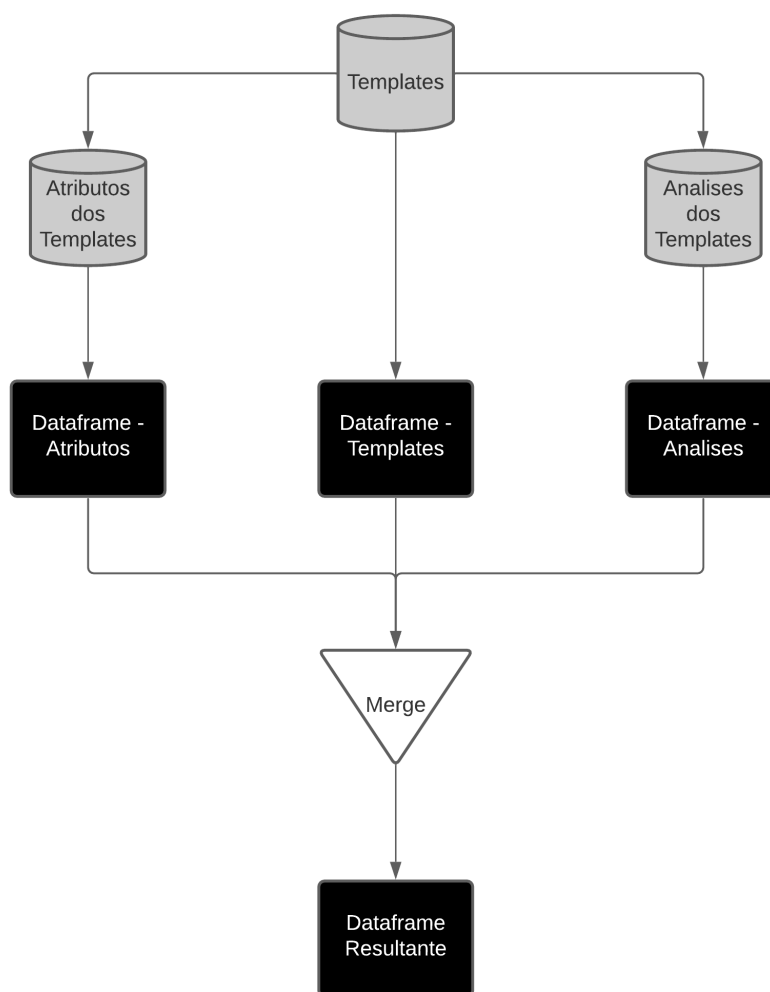 Templates
Atributos
dos
Templates
Analises
dos
Templates
Dataframe -
Atributos
Dataframe -
Templates
Dataframe -
Analises
Merge
Dataframe
Resultante